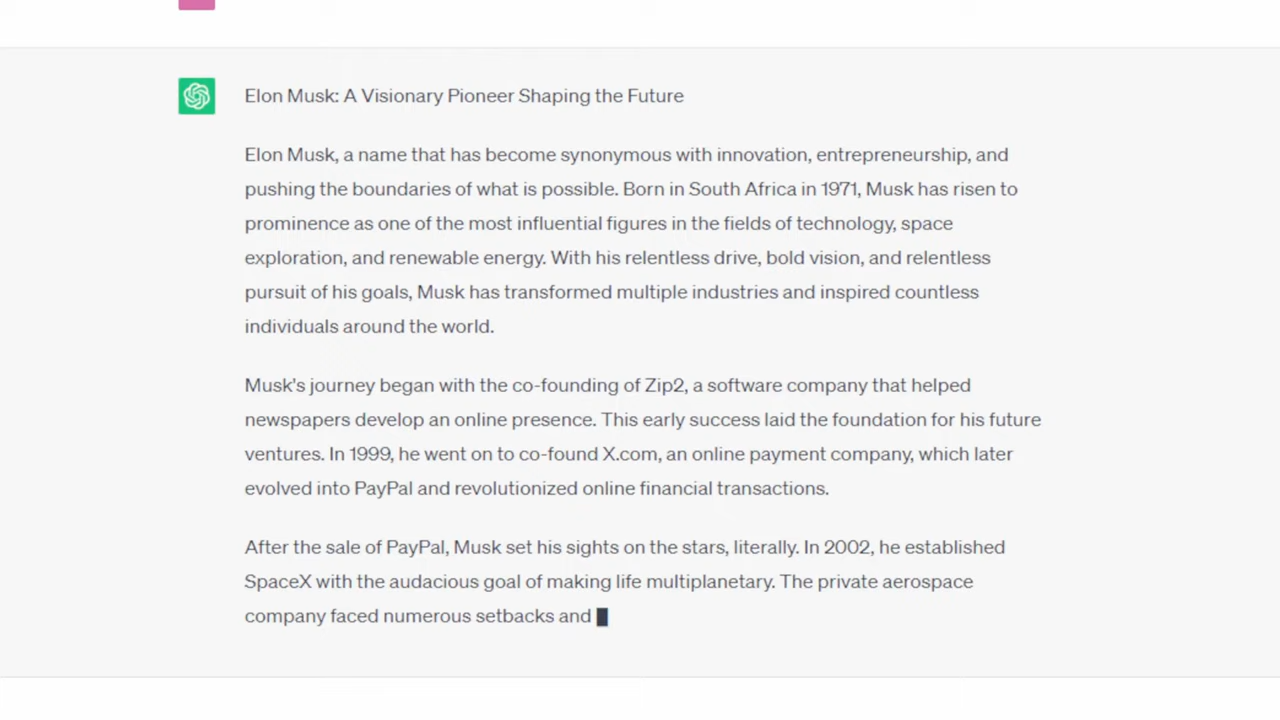 Elon Musk: A Visionary Pioneer Shaping the Future
Elon Musk, a name that has become synonymous with innovation, entrepreneurship, and
pushing the boundaries of what is possible. Born in South Africa in 1971, Musk has risen to
prominence as one of the most influential figures in the fields of technology, space
exploration, and renewable energy. With his relentless drive, bold vision, and relentless
pursuit of his goals, Musk has transformed multiple industries and inspired countless
individuals around the world.
Musk's journey began with the co-founding of Zip2, a software company that helped
newspapers develop an online presence. This early success laid the foundation for his future
ventures. In 1999, he went on to co-found X.com, an online payment company, which later
evolved into PayPal and revolutionized online financial transactions.
After the sale of PayPal, Musk set his sights on the stars, literally. In 2002, he established
SpaceX with the audacious goal of making life multiplanetary. The private aerospace
company faced numerous setbacks and